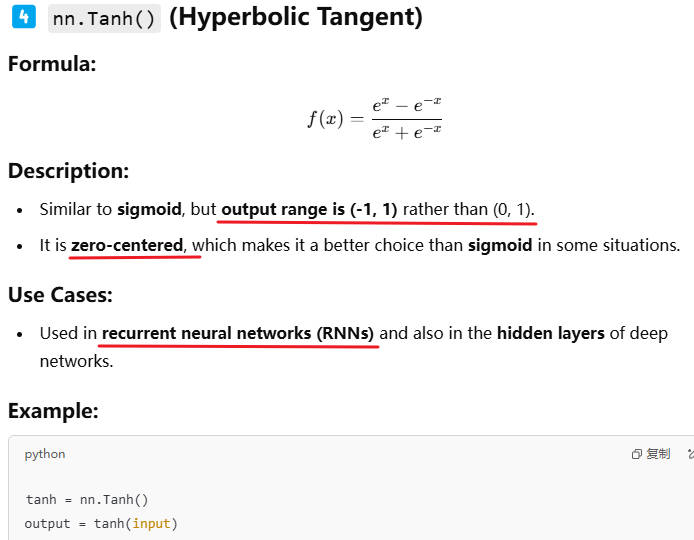 4 nn.Tanh() (Hyperbolic Tangent)
Formula:
f(x) = \frac{e^x - e^{-x}}{e^x + e^{-x}}
Description:
• Similar to sigmoid, but output range is (-1, 1) rather than (0, 1).
• It is zero-centered, which makes it a better choice than sigmoid in some situations.
Use Cases:
• Used in recurrent neural networks (RNNs) and also in the hidden layers of deep
networks.
Example:
python 复制
tanh = nn.Tanh()
output = tanh(input)